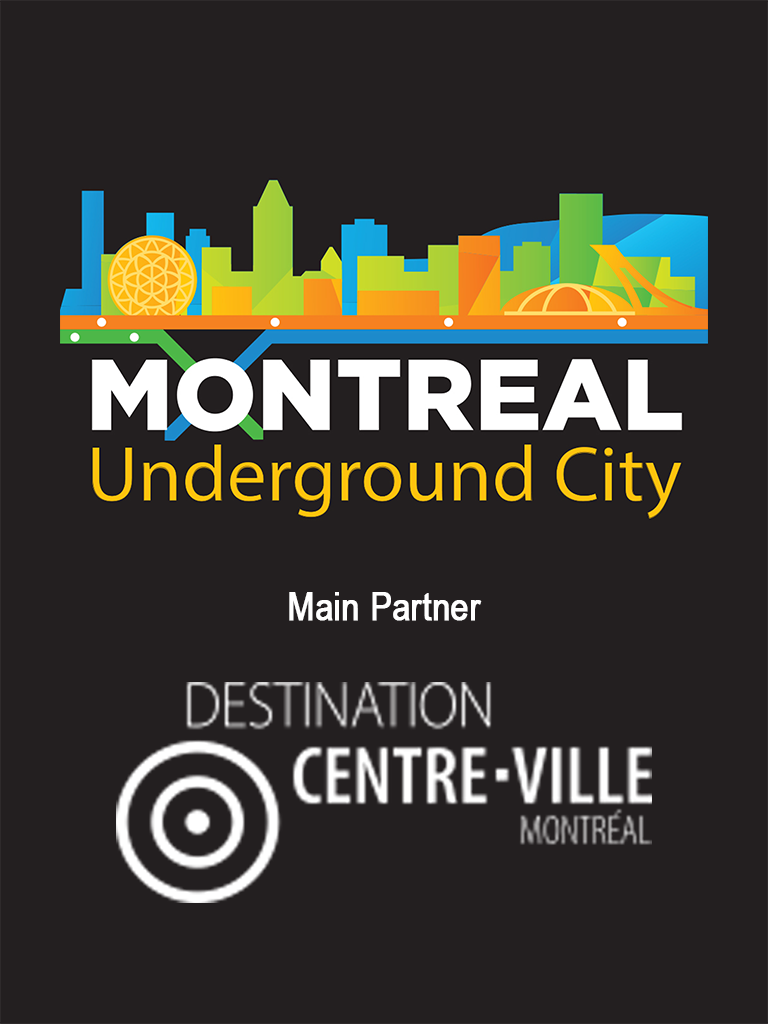 MONTREAL
Underground City
Main Partner
DESTINATION
CENTRE-VILLE
MONTRÉAL